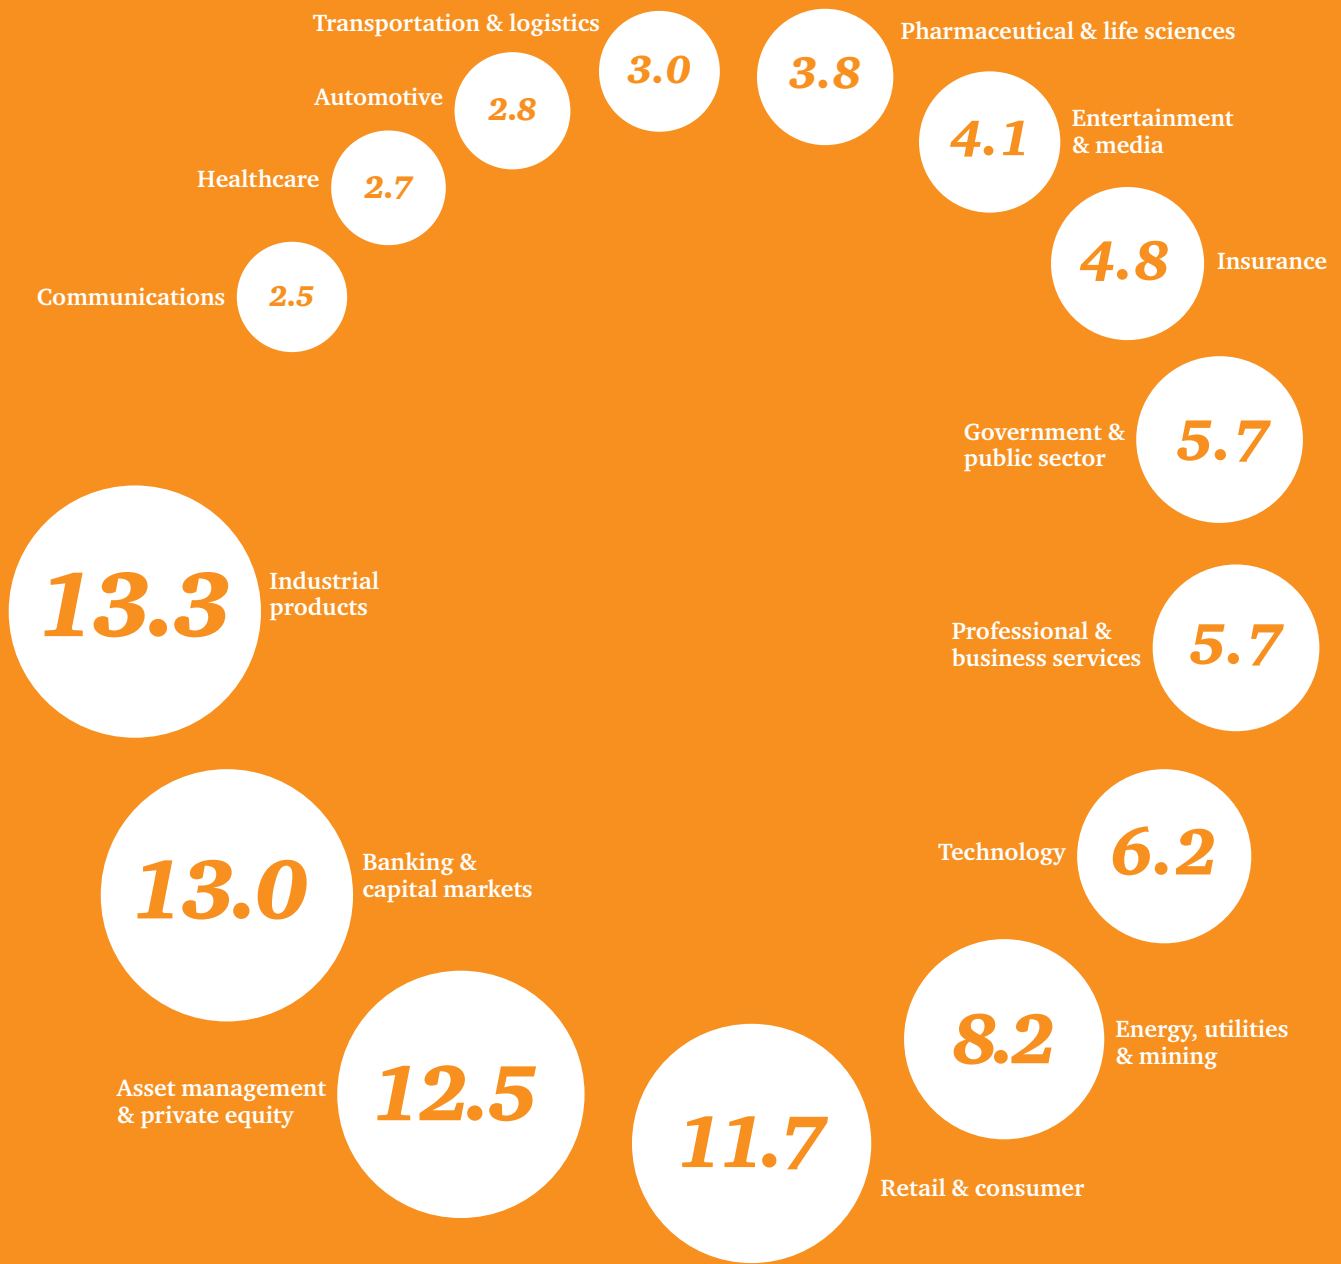 Transportation & logistics
3.0
3.8
Pharmaceutical & life sciences
Automotive
2.8
4.1
Entertainment
& media
Healthcare
2.7
4.8
Insurance
Communications
2.5
Government &
public sector
5.7
13.3
Industrial
products
Professional &
business services
5.7
13.0
Banking &
capital markets
Technology
6.2
8.2
Energy, utilities
& mining
Asset management
& private equity
12.5
11.7
Retail & consumer